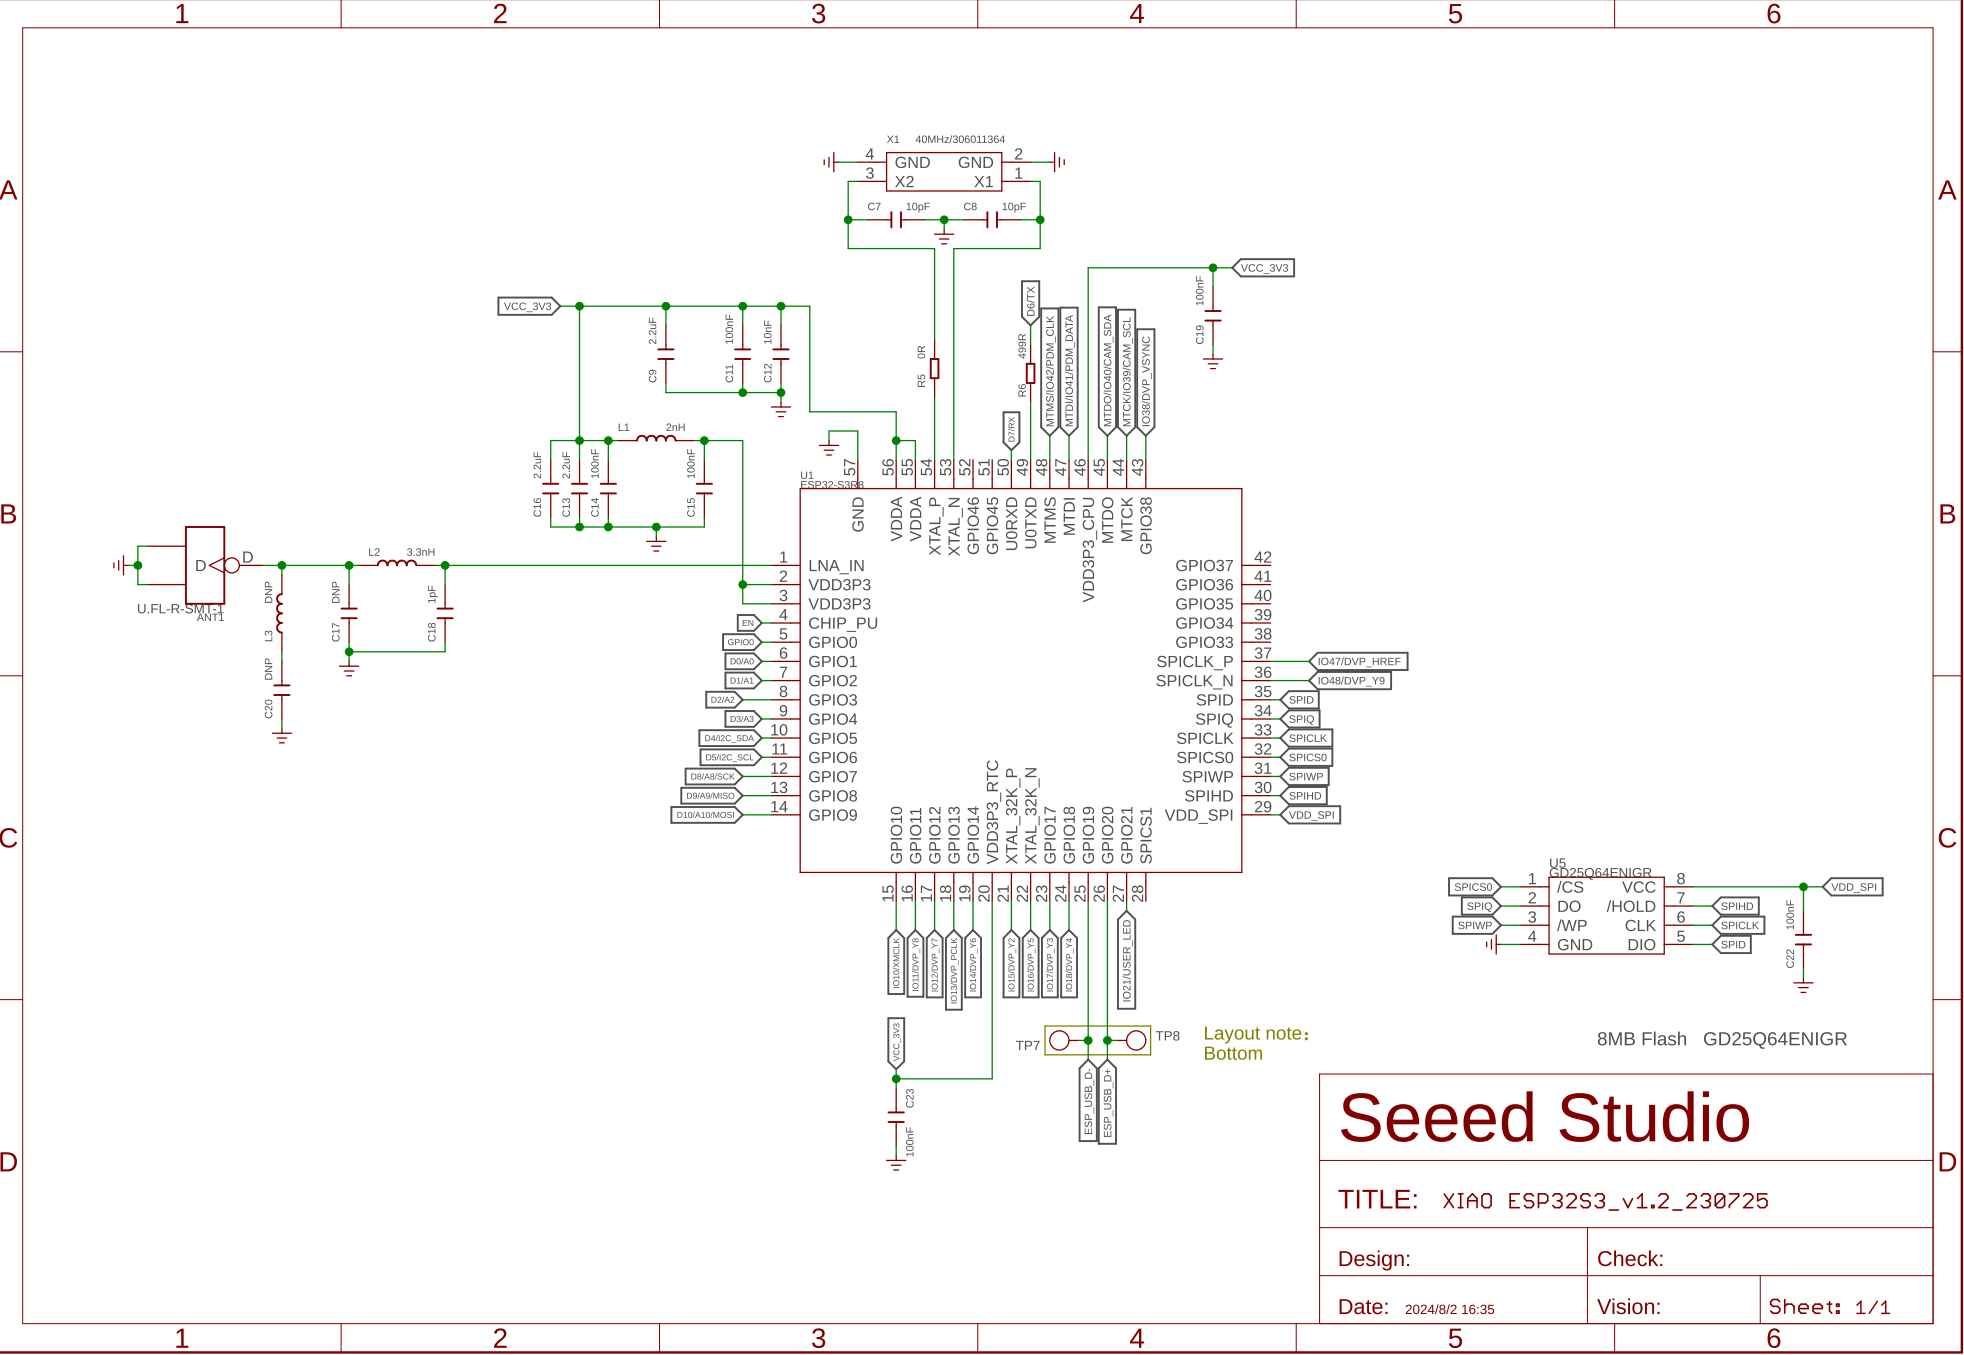 1 2 3 4 5 6
A A
B B
C C
D D
X1 40MHz/306011364
4 GND GND 2
3 X2 X1 1
C7 10pF C8 10pF
VCC_3V3
100nF
C19
VCC_3V3
2.2uF
C9
100nF
C11
10nF
C12
0R
R5
D6/TX
499R
R6
D7/RX
MTMS/IO42/PDM_CLK
MTDI/IO41/PDM_DATA
MTDO/IO40/CAM_SDA
MTCK/IO39/CAM_SCL
IO38/DVP_VSYNC
L1 2nH
2.2uF
C16
2.2uF
C13
100nF
C14
100nF
C15
U1
ESP32-S3R8
57 56 55 54 53 52 51 50 49 48 47 46 45 44 43
GND
VDDA
VDDA
XTAL_P
XTAL_N
GPIO46
GPIO45
U0RXD
U0TXD
MTMS
MTDI
VDD3P3_CPU
MTDO
MTCK
GPIO38
D D
U.FL-R-SMT-1
ANT1
L2 3.3nH
DNP
L3
DNP
C20
DNP
C17
1pF
C18
1 LNA_IN
2 VDD3P3
3 VDD3P3
EN 4 CHIP_PU
GPIO0 5 GPIO0
D0/A0 6 GPIO1
D1/A1 7 GPIO2
D2/A2 8 GPIO3
D3/A3 9 GPIO4
D4/I2C_SDA 10 GPIO5
D5/I2C_SCL 11 GPIO6
D8/A8/SCK 12 GPIO7
D9/A9/MISO 13 GPIO8
D10/A10/MOSI 14 GPIO9
GPIO37 42
GPIO36 41
GPIO35 40
GPIO34 39
GPIO33 38
SPICLK_P 37 IO47/DVP_HREF
SPICLK_N 36 IO48/DVP_Y9
SPID 35 SPID
SPIQ 34 SPIQ
SPICLK 33 SPICLK
SPICS0 32 SPICS0
SPIWP 31 SPIWP
SPIHD 30 SPIHD
VDD_SPI 29 VDD_SPI
GPIO10
GPIO11
GPIO12
GPIO13
GPIO14
VDD3P3_RTC
XTAL_32K_P
XTAL_32K_N
GPIO17
GPIO18
GPIO19
GPIO20
GPIO21
SPICS1
15 16 17 18 19 20 21 22 23 24 25 26 27 28
IO10/XMCLK
IO11/DVP_Y8
IO12/DVP_Y7
IO13/DVP_PCLK
IO14/DVP_Y6
IO15/DVP_Y2
IO16/DVP_Y5
IO17/DVP_Y3
IO18/DVP_Y4
IO21/USER_LED
VCC_3V3
C23
100nF
TP7 TP8
ESP_USB_D-
ESP_USB_D+
Layout note:
Bottom
U5
GD25Q64ENIGR
SPICS0 1 /CS VCC 8 VDD_SPI
SPIQ 2 DO /HOLD 7 SPIHD
SPIWP 3 /WP CLK 6 SPICLK
4 GND DIO 5 SPID
100nF
C22
8MB Flash GD25Q64ENIGR
Seeed Studio
TITLE: XIAO ESP32S3_v1.2_230725
Design: Check:
Date: 2024/8/2 16:35 Vision: Sheet: 1/1
1 2 3 4 5 6